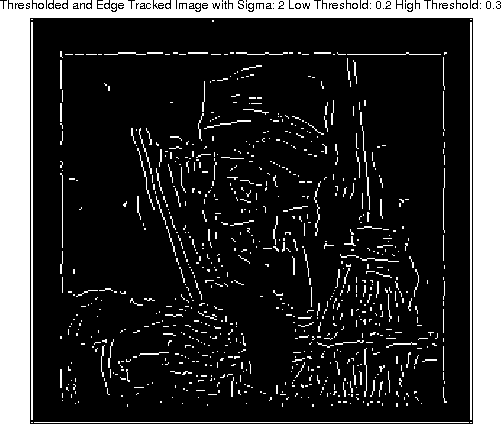 Thresholded and Edge Tracked Image with Sigma: 2 Low Threshold: 0.2 High Threshold: 0.3